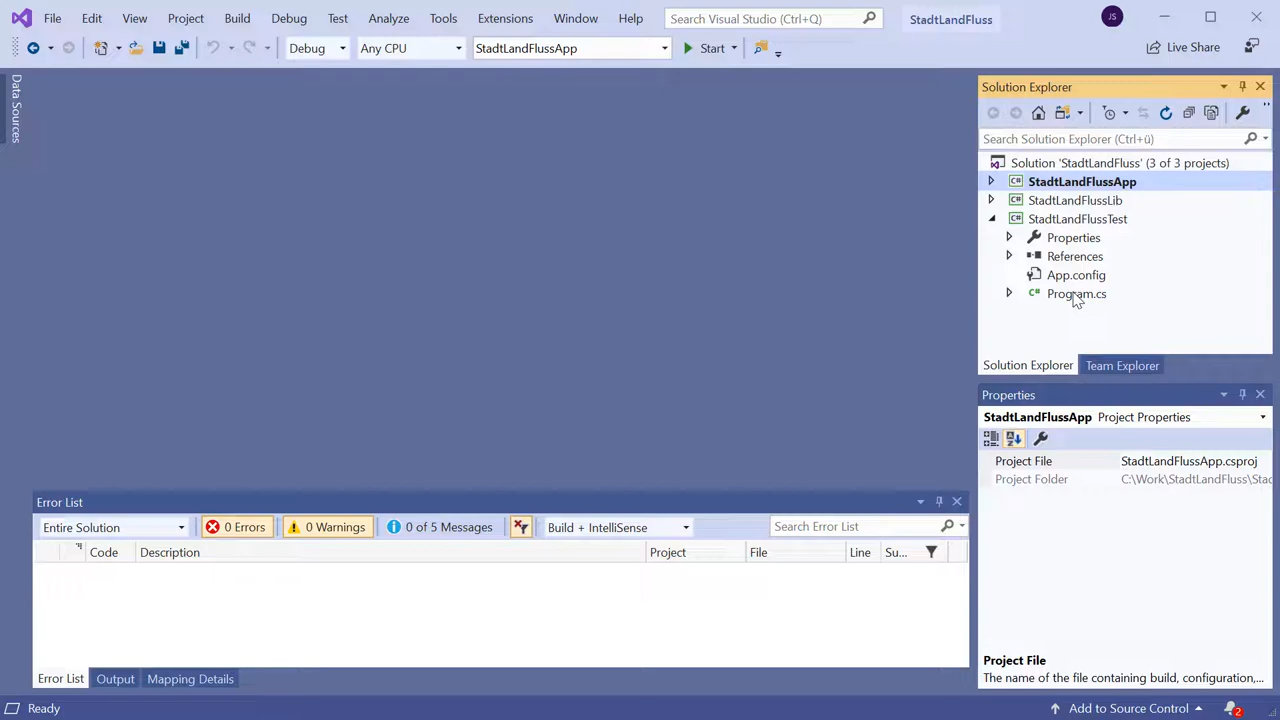 File Edit View Project Build Debug Test Analyze Tools Extensions Window Help Search Visual Studio (Ctrl+Q) StadtLandFluss JS
Debug Any CPU StadtLandFlussApp Start Live Share
Data Sources
Solution Explorer
Search Solution Explorer (Ctrl+ü)
Solution 'StadtLandFluss' (3 of 3 projects)
C# StadtLandFlussApp
C# StadtLandFlussLib
C# StadtLandFlussTest
Properties
References
App.config
C# Program.cs
Solution Explorer Team Explorer
Properties
StadtLandFlussApp Project Properties
Project File StadtLandFlussApp.csproj
Project Folder C:\Work\StadtLandFluss\Stad
Project File
The name of the file containing build, configuration,...
Error List
Entire Solution 0 Errors 0 Warnings 0 of 5 Messages Build + IntelliSense Search Error List
Code Description Project File Line Su...
Error List Output Mapping Details
Ready Add to Source Control 2